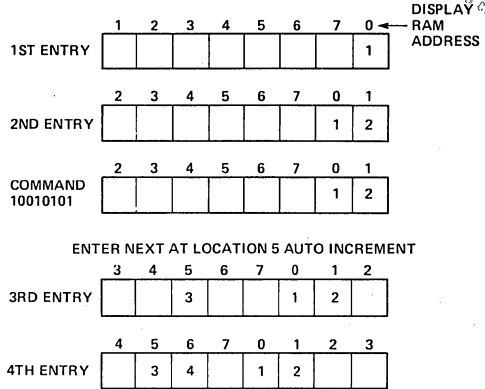 DISPLAY
1 2 3 4 5 6 7 0 RAM
ADDRESS
1ST ENTRY 1
2 3 4 5 6 7 0 1
2ND ENTRY 1 2
2 3 4 5 6 7 0 1
COMMAND
10010101 1 2
ENTER NEXT AT LOCATION 5 AUTO INCREMENT
3 4 5 6 7 0 1 2
3RD ENTRY 3 1 2
4 5 6 7 0 1 2 3
4TH ENTRY 3 4 1 2